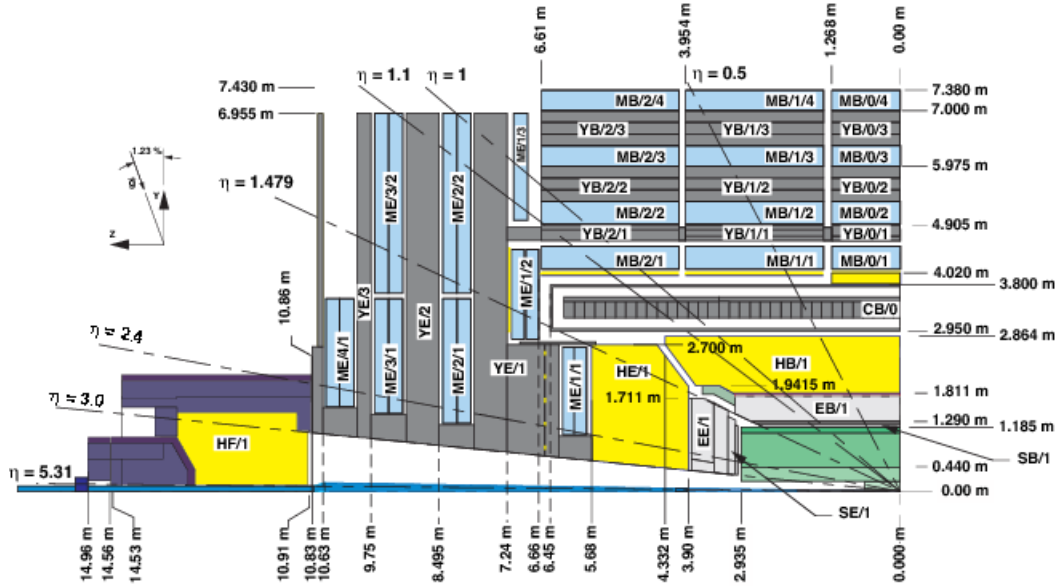 6.61 m
3.954 m
1.268 m
0.00 m
η = 1.1
η = 1
η = 0.5
7.430 m
6.955 m
7.380 m
7.000 m
5.975 m
4.905 m
4.020 m
3.800 m
2.950 m
2.864 m
1.811 m
1.290 m
1.185 m
0.440 m
0.00 m
MB/2/4
MB/1/4
MB/0/4
YB/2/3
YB/1/3
YB/0/3
MB/2/3
MB/1/3
MB/0/3
YB/2/2
YB/1/2
YB/0/2
MB/2/2
MB/1/2
MB/0/2
YB/2/1
YB/1/1
YB/0/1
MB/2/1
MB/1/1
MB/0/1
CB/0
1.23 %
g
Y
Z
η = 1.479
η = 2.4
η = 3.0
η = 5.31
10.86 m
ME/1/3
ME/3/2
ME/2/2
YE/3
YE/2
ME/1/2
ME/4/1
ME/3/1
ME/2/1
YE/1
ME/1/1
HE/1
HB/1
2.700 m
1.9415 m
1.711 m
EB/1
EE/1
HF/1
SB/1
SE/1
14.96 m
14.56 m
14.53 m
10.91 m
10.83 m
10.63 m
9.75 m
8.495 m
7.24 m
6.66 m
6.45 m
5.68 m
4.332 m
3.90 m
2.935 m
0.000 m